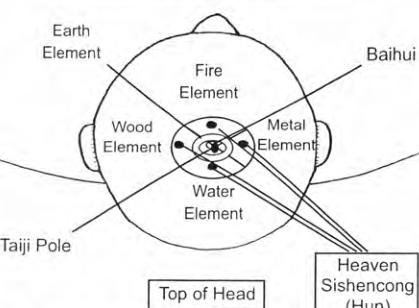 Earth
Element
Baihui
Fire
Element
Wood
Element
Metal
Element
Water
Element
Taiji Pole
Top of Head
Heaven
Sishencong
(Hun)